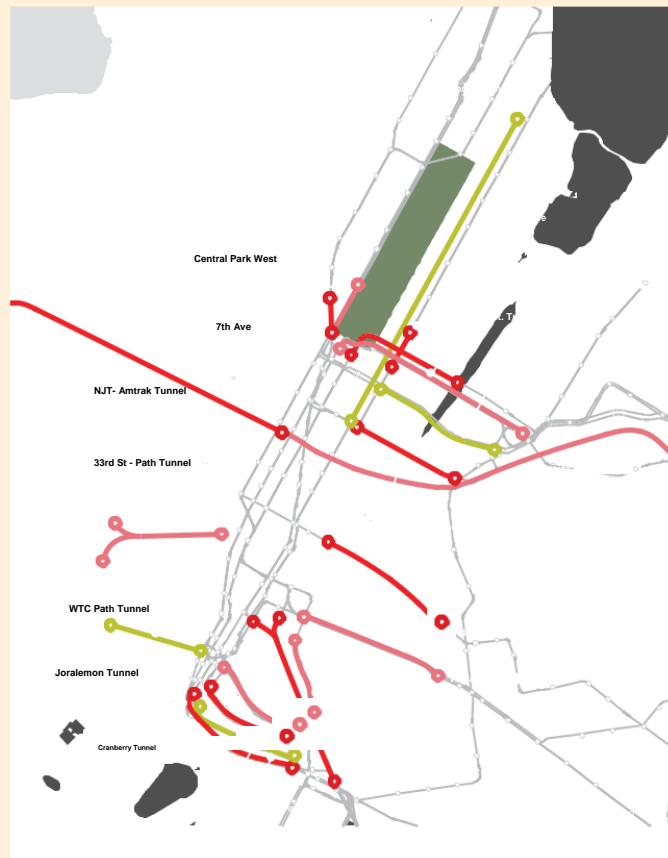 Central Park West
7th Ave
NJT- Amtrak Tunnel
33rd St - Path Tunnel
WTC Path Tunnel
Joralemon Tunnel
Cranberry Tunnel